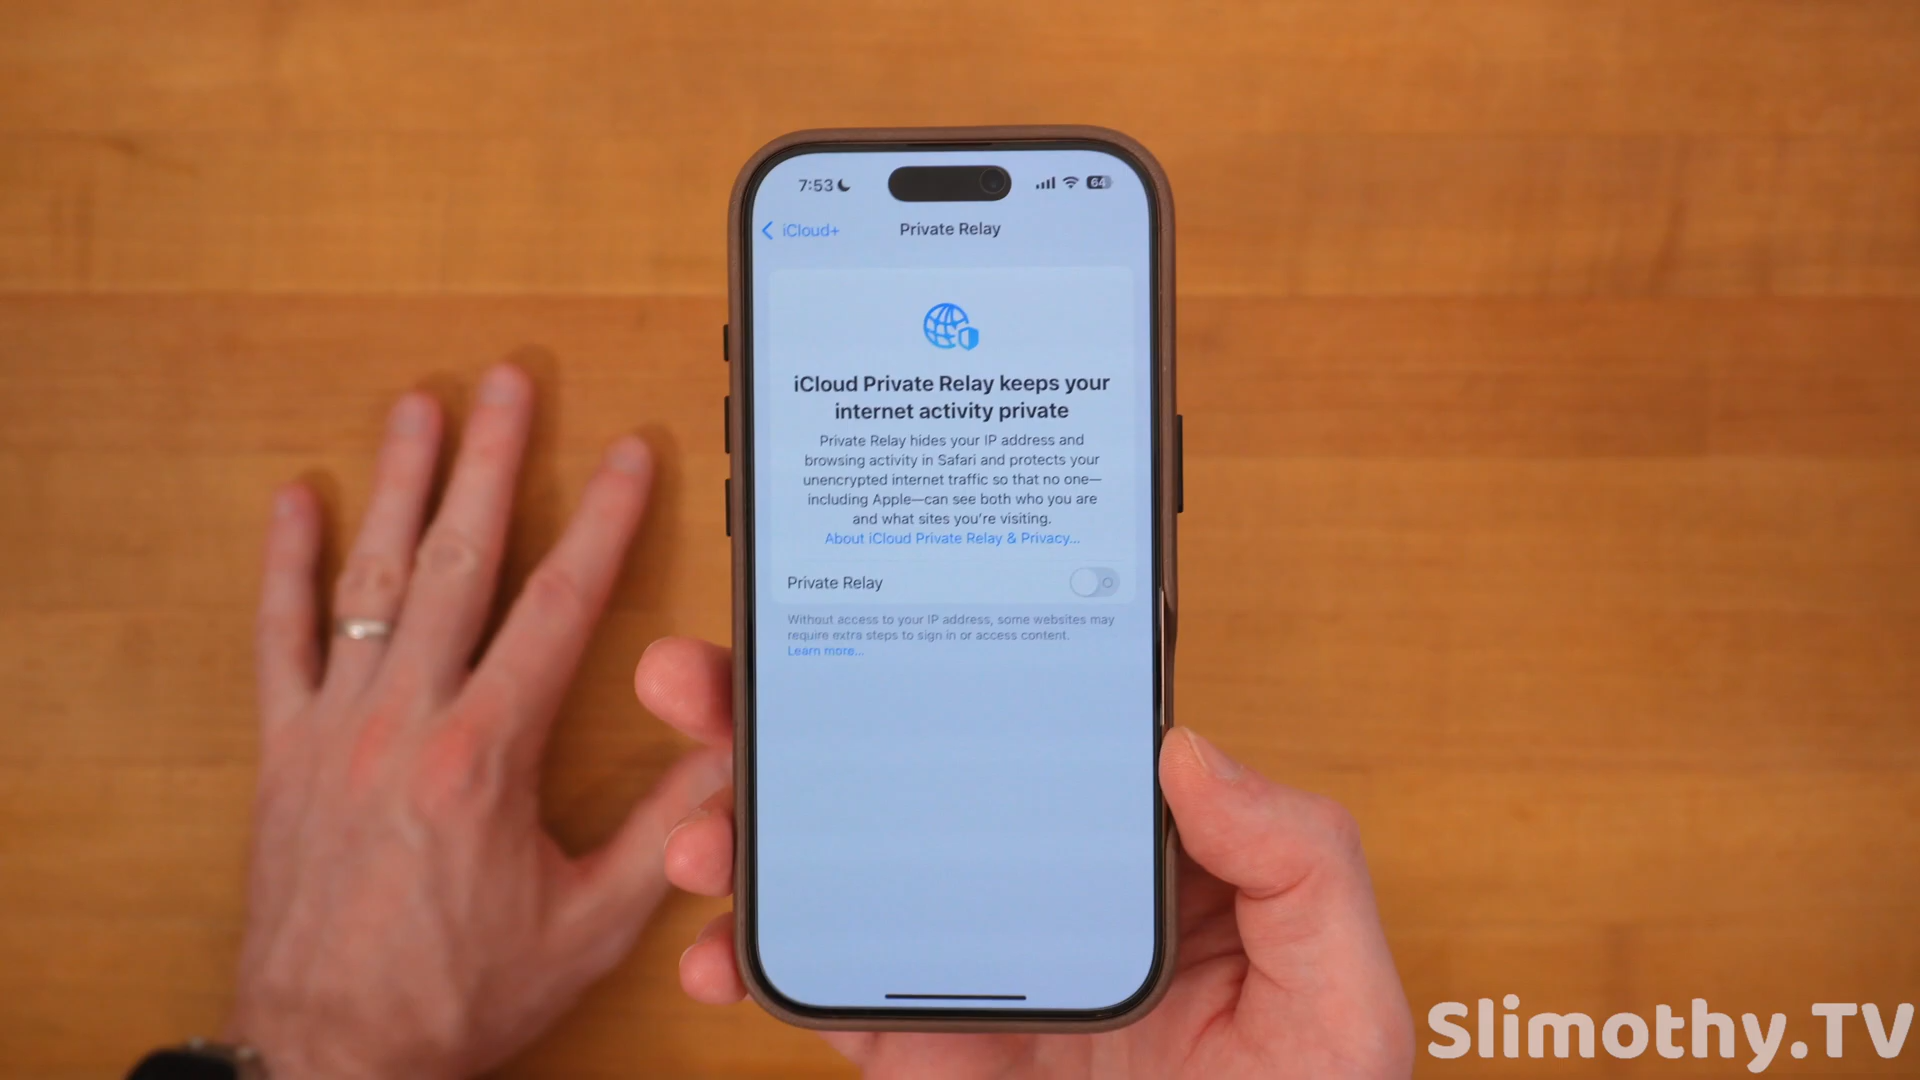 7:53
64
iCloud+
Private Relay
iCloud Private Relay keeps your
internet activity private
Private Relay hides your IP address and
browsing activity in Safari and protects your
unencrypted internet traffic so that no one—
including Apple—can see both who you are
and what sites you're visiting.
About iCloud Private Relay & Privacy...
Private Relay
Without access to your IP address, some websites may
require extra steps to sign in or access content.
Learn more...
Slimothy.TV